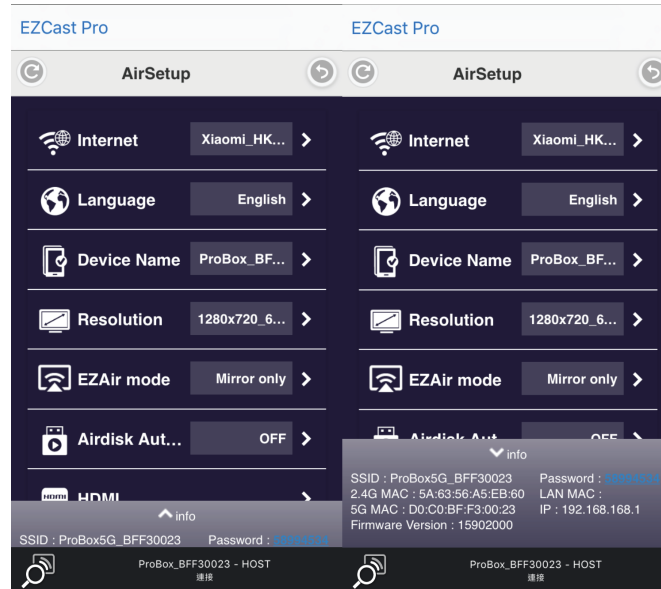 EZCast Pro
AirSetup
Internet Xiaomi_HK...
Language English
Device Name ProBox_BF...
Resolution 1280x720_6...
EZAir mode Mirror only
Airdisk Aut... OFF
HDMI
info
SSID : ProBox5G_BFF30023 Password :
ProBox_BFF30023 - HOST
連接
EZCast Pro
AirSetup
Internet Xiaomi_HK...
Language English
Device Name ProBox_BF...
Resolution 1280x720_6...
EZAir mode Mirror only
Airdisk Aut... OFF
info
SSID : ProBox5G_BFF30023 Password :
2.4G MAC : 5A:63:56:A5:EB:60 LAN MAC :
5G MAC : D0:C0:BF:F3:00:23 IP : 192.168.168.1
Firmware Version : 15902000
ProBox_BFF30023 - HOST
連接